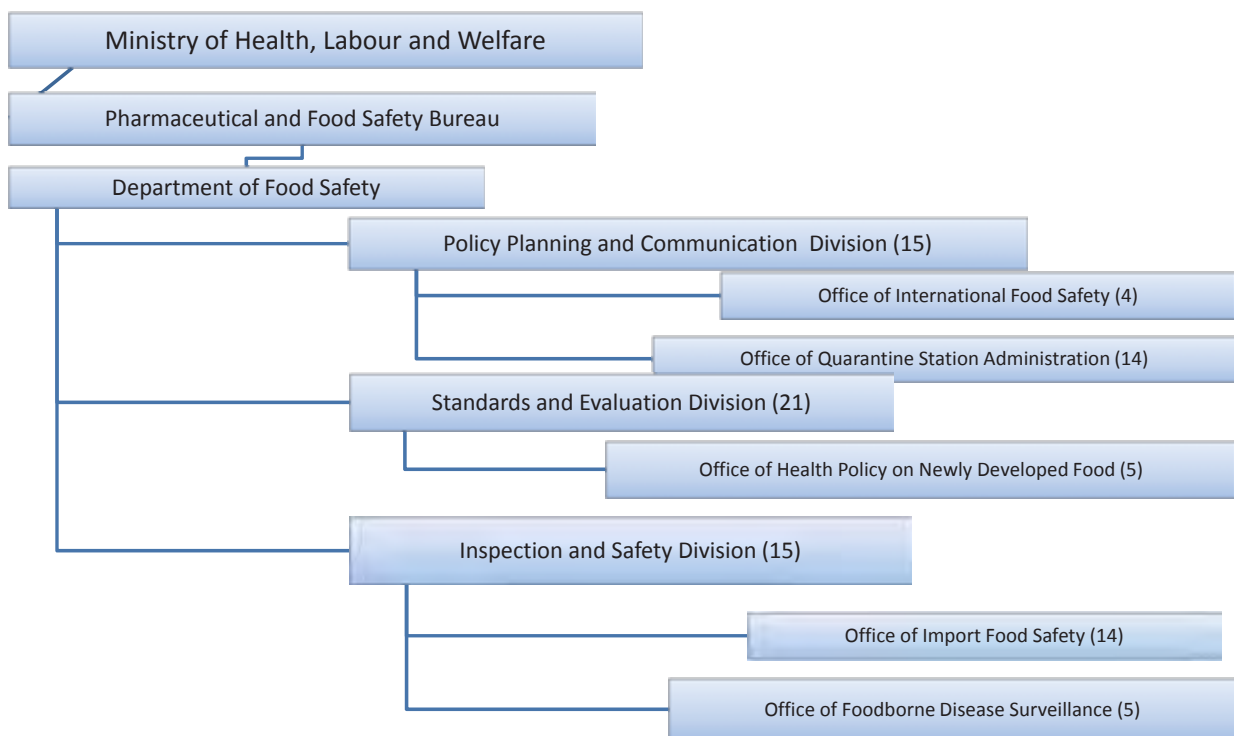 Ministry of Health, Labour and Welfare
Pharmaceutical and Food Safety Bureau
Department of Food Safety
Policy Planning and Communication Division (15)
Office of International Food Safety (4)
Office of Quarantine Station Administration (14)
Standards and Evaluation Division (21)
Office of Health Policy on Newly Developed Food (5)
Inspection and Safety Division (15)
Office of Import Food Safety (14)
Office of Foodborne Disease Surveillance (5)